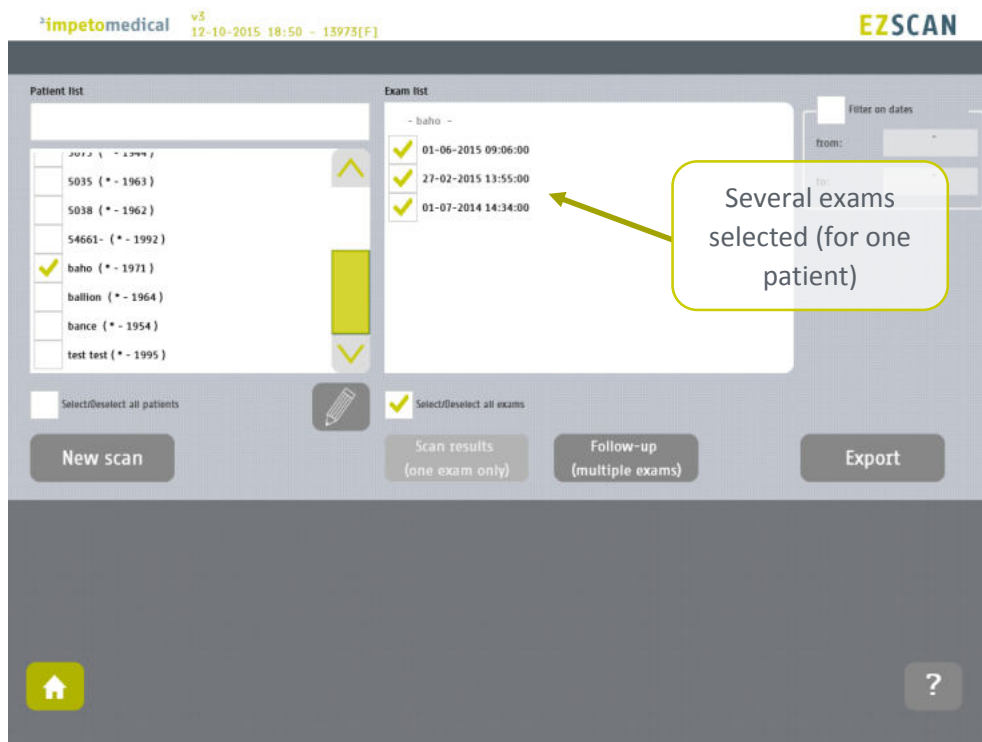 impetomedical
v3
12-10-2015 18:50 - 13973[F]
EZSCAN
Patient list
5035 ( * - 1963 )
5038 ( * - 1962 )
54661- ( * - 1992 )
baho ( * - 1971 )
ballion ( * - 1964 )
bance ( * - 1954 )
test test ( * - 1995 )
Select/Deselect all patients
New scan
Exam list
- baho -
01-06-2015 09:06:00
27-02-2015 13:55:00
01-07-2014 14:34:00
Select/Deselect all exams
Scan results
(one exam only)
Follow-up
(multiple exams)
Filter on dates
from: -
to:
Several exams
selected (for one
patient)
Export
?